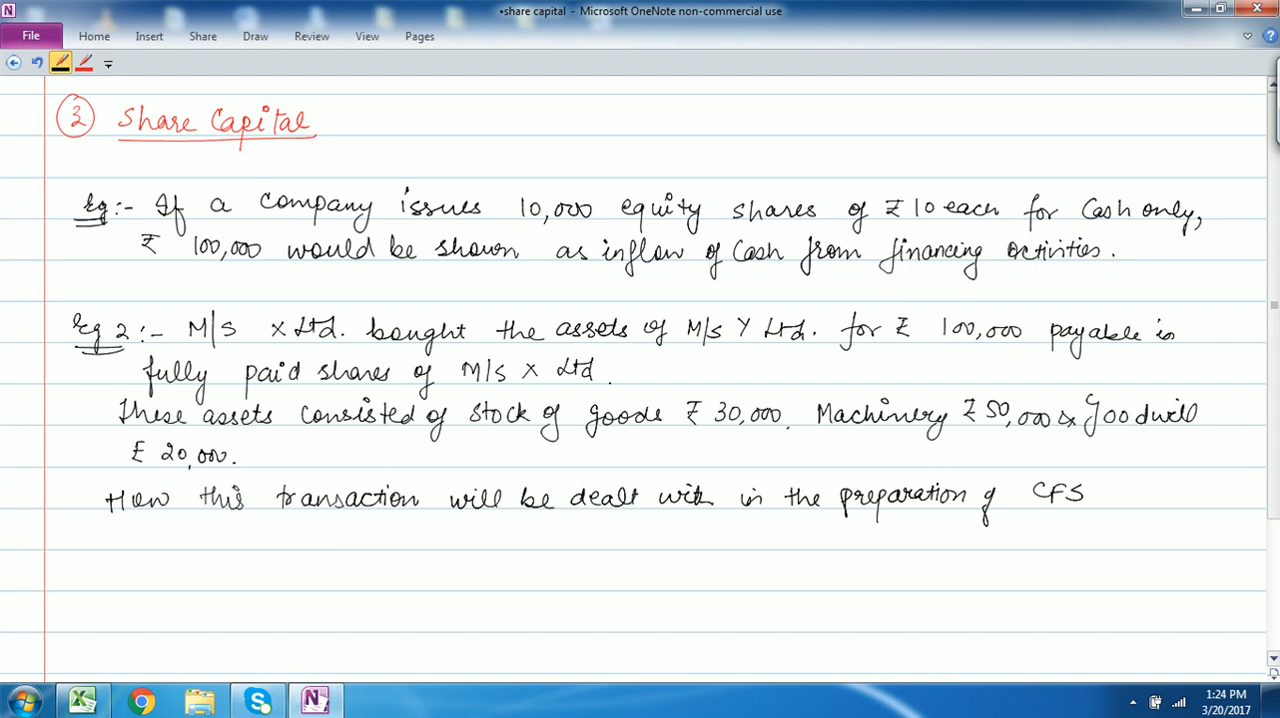 •share capital - Microsoft OneNote non-commercial use
File Home Insert Share Draw Review View Pages
3 Share Capital
Eg:- If a company issues 10,000 equity shares of ₹ 10 each for Cash only,
₹ 100,000 would be shown as inflow of Cash from financing activities.
Eg 2:- M/S X Ltd. bought the assets of M/s Y Ltd. for ₹ 100,000 payable in
fully paid shares of M/S X Ltd.
These assets consisted of stock of goods ₹ 30,000. Machinery ₹ 50,000 & Goodwill
₹ 20,000.
How this transaction will be dealt with in the preparation of CFS
1:24 PM
3/20/2017